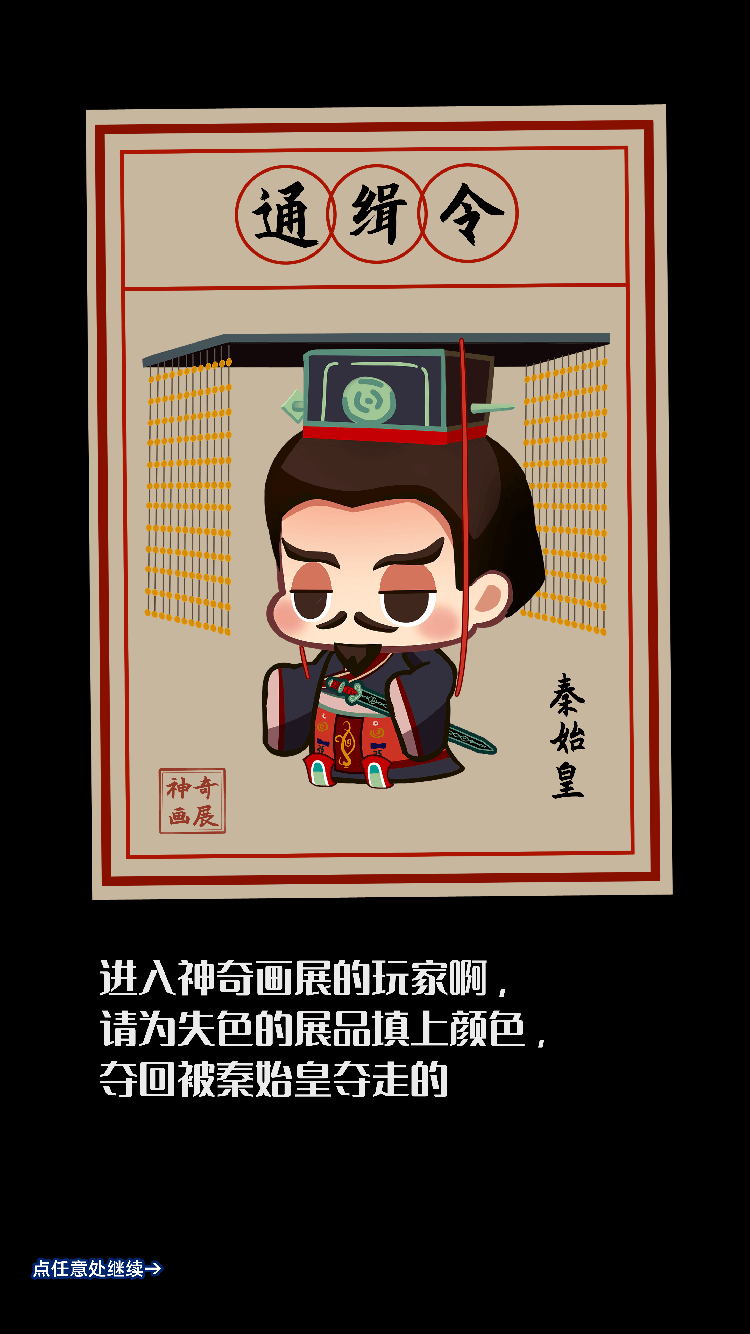 通缉令
秦始皇
神奇
画展
进入神奇画展的玩家啊，
请为失色的展品填上颜色，
夺回被秦始皇夺走的
点任意处继续→